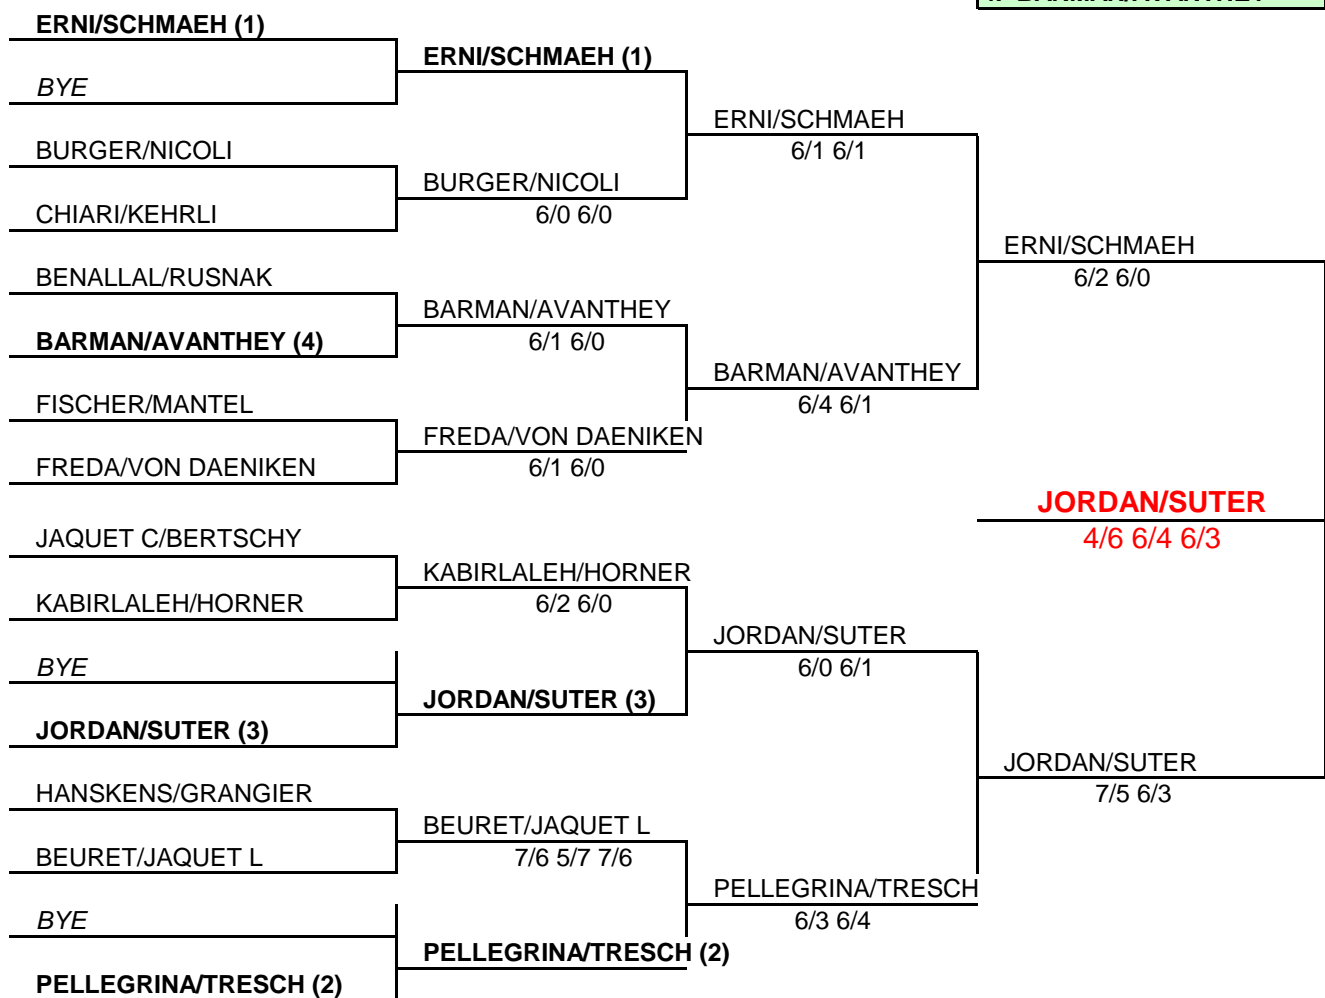 ERNI/SCHMAEH (1)
BYE
BURGER/NICOLI
CHIARI/KEHRLI
BENALLAL/RUSNAK
BARMAN/AVANTHEY (4)
FISCHER/MANTEL
FREDA/VON DAENIKEN
JAQUET C/BERTSCHY
KABIRLALEH/HORNER
BYE
JORDAN/SUTER (3)
HANSKENS/GRANGIER
BEURET/JAQUET L
BYE
PELLEGRINA/TRESCH (2)
ERNI/SCHMAEH (1)
BURGER/NICOLI
6/0 6/0
BARMAN/AVANTHEY
6/1 6/0
FREDA/VON DAENIKEN
6/1 6/0
KABIRLALEH/HORNER
6/2 6/0
JORDAN/SUTER (3)
BEURET/JAQUET L
7/6 5/7 7/6
PELLEGRINA/TRESCH (2)
ERNI/SCHMAEH
6/1 6/1
BARMAN/AVANTHEY
6/4 6/1
JORDAN/SUTER
6/0 6/1
PELLEGRINA/TRESCH
6/3 6/4
ERNI/SCHMAEH
6/2 6/0
JORDAN/SUTER
4/6 6/4 6/3
JORDAN/SUTER
7/5 6/3